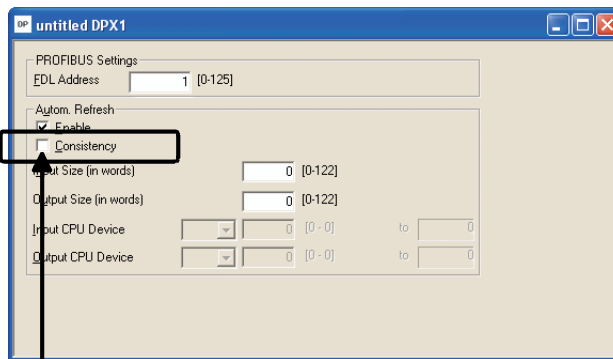 DP untitled DPX1
PROFIBUS Settings
FDL Address 1 [0-125]
Autom. Refresh
Enable
Consistency
Input Size (in words) 0 [0-122]
Output Size (in words) 0 [0-122]
Input CPU Device 0 [0 - 0] to 0
Output CPU Device 0 [0 - 0] to 0